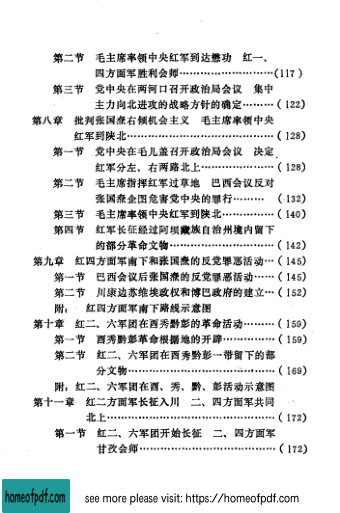 第二节　毛主席率领中央红军到达懋功　红一、
四方面军胜利会师………………………(117)
第三节　党中央在两河口召开政治局会议　集中
主力向北进攻的战略方针的确定………(122)
第八章　批判张国焘右倾机会主义　毛主席率领中央
红军到陕北……………………………………(128)
第一节　党中央在毛儿盖召开政治局会议　决定
红军分左、右两路北上…………………(128)
第二节　毛主席指挥红军过草地　巴西会议反对
张国焘企图危害党中央的罪行………(132)
第三节　毛主席率领中央红军到陕北……………(140)
第四节　红军长征经过阿坝藏族自治州境内留下
的部分革命文物…………………………(142)
第九章　红四方面军南下和张国焘的反党罪恶活动…(145)
第一节　巴西会议后张国焘的反党罪恶活动……(145)
第二节　川康边苏维埃政权和博巴政府的建立…(152)
附：　红四方面军南下路线示意图
第十章　红二、六军团在酉秀黔彭的革命活动………(159)
第一节　酉秀黔彭革命根据地的开辟……………(159)
第二节　红二、六军团在酉秀黔彭一带留下的部
分文物……………………………………(169)
附：红二、六军团在酉、秀、黔、彭活动示意图
第十一章　红二方面军长征入川　二、四方面军共同
北上…………………………………………(172)
第一节　红二、六军团开始长征　二、四方面军
甘孜会师…………………………………(172)
homeofpdf.com
see more please visit: https://homeofpdf.com